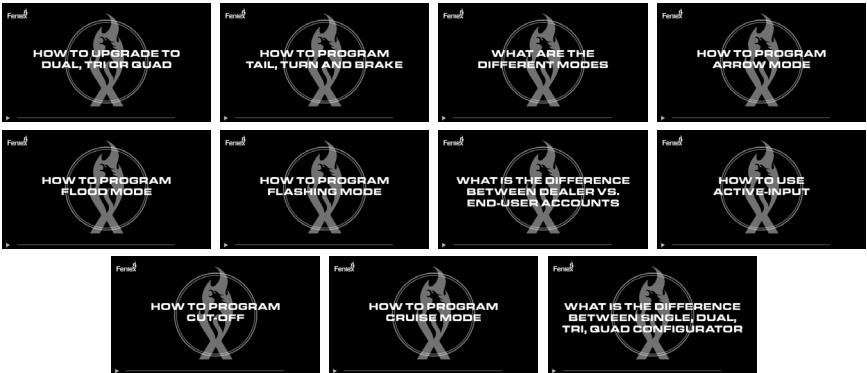 Feniex
HOW TO UPGRADE TO
DUAL, TRI OR QUAD
Feniex
HOW TO PROGRAM
TAIL, TURN AND BRAKE
Feniex
WHAT ARE THE
DIFFERENT MODES
Feniex
HOW TO PROGRAM
ARROW MODE
Feniex
HOW TO PROGRAM
FLOOD MODE
Feniex
HOW TO PROGRAM
FLASHING MODE
Feniex
WHAT IS THE DIFFERENCE
BETWEEN DEALER VS.
END-USER ACCOUNTS
Feniex
HOW TO USE
ACTIVE-INPUT
Feniex
HOW TO PROGRAM
CUT-OFF
Feniex
HOW TO PROGRAM
CRUISE MODE
Feniex
WHAT IS THE DIFFERENCE
BETWEEN SINGLE, DUAL,
TRI, QUAD CONFIGURATOR